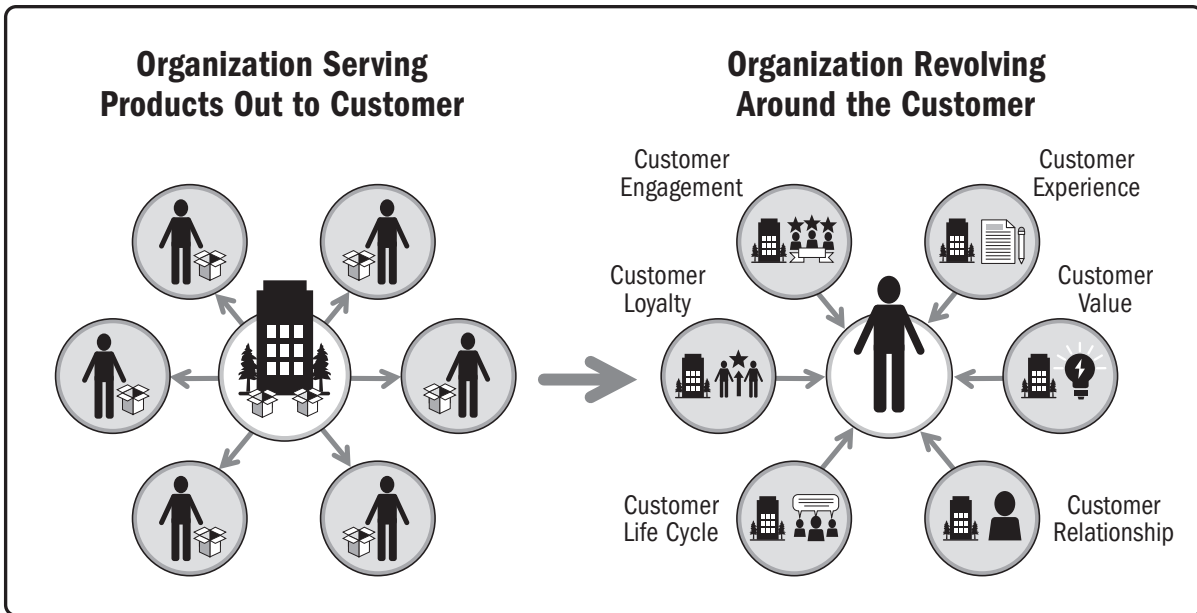 Organization Serving
Products Out to Customer
Organization Revolving
Around the Customer
Customer
Engagement
Customer
Experience
Customer
Loyalty
Customer
Value
Customer
Life Cycle
Customer
Relationship